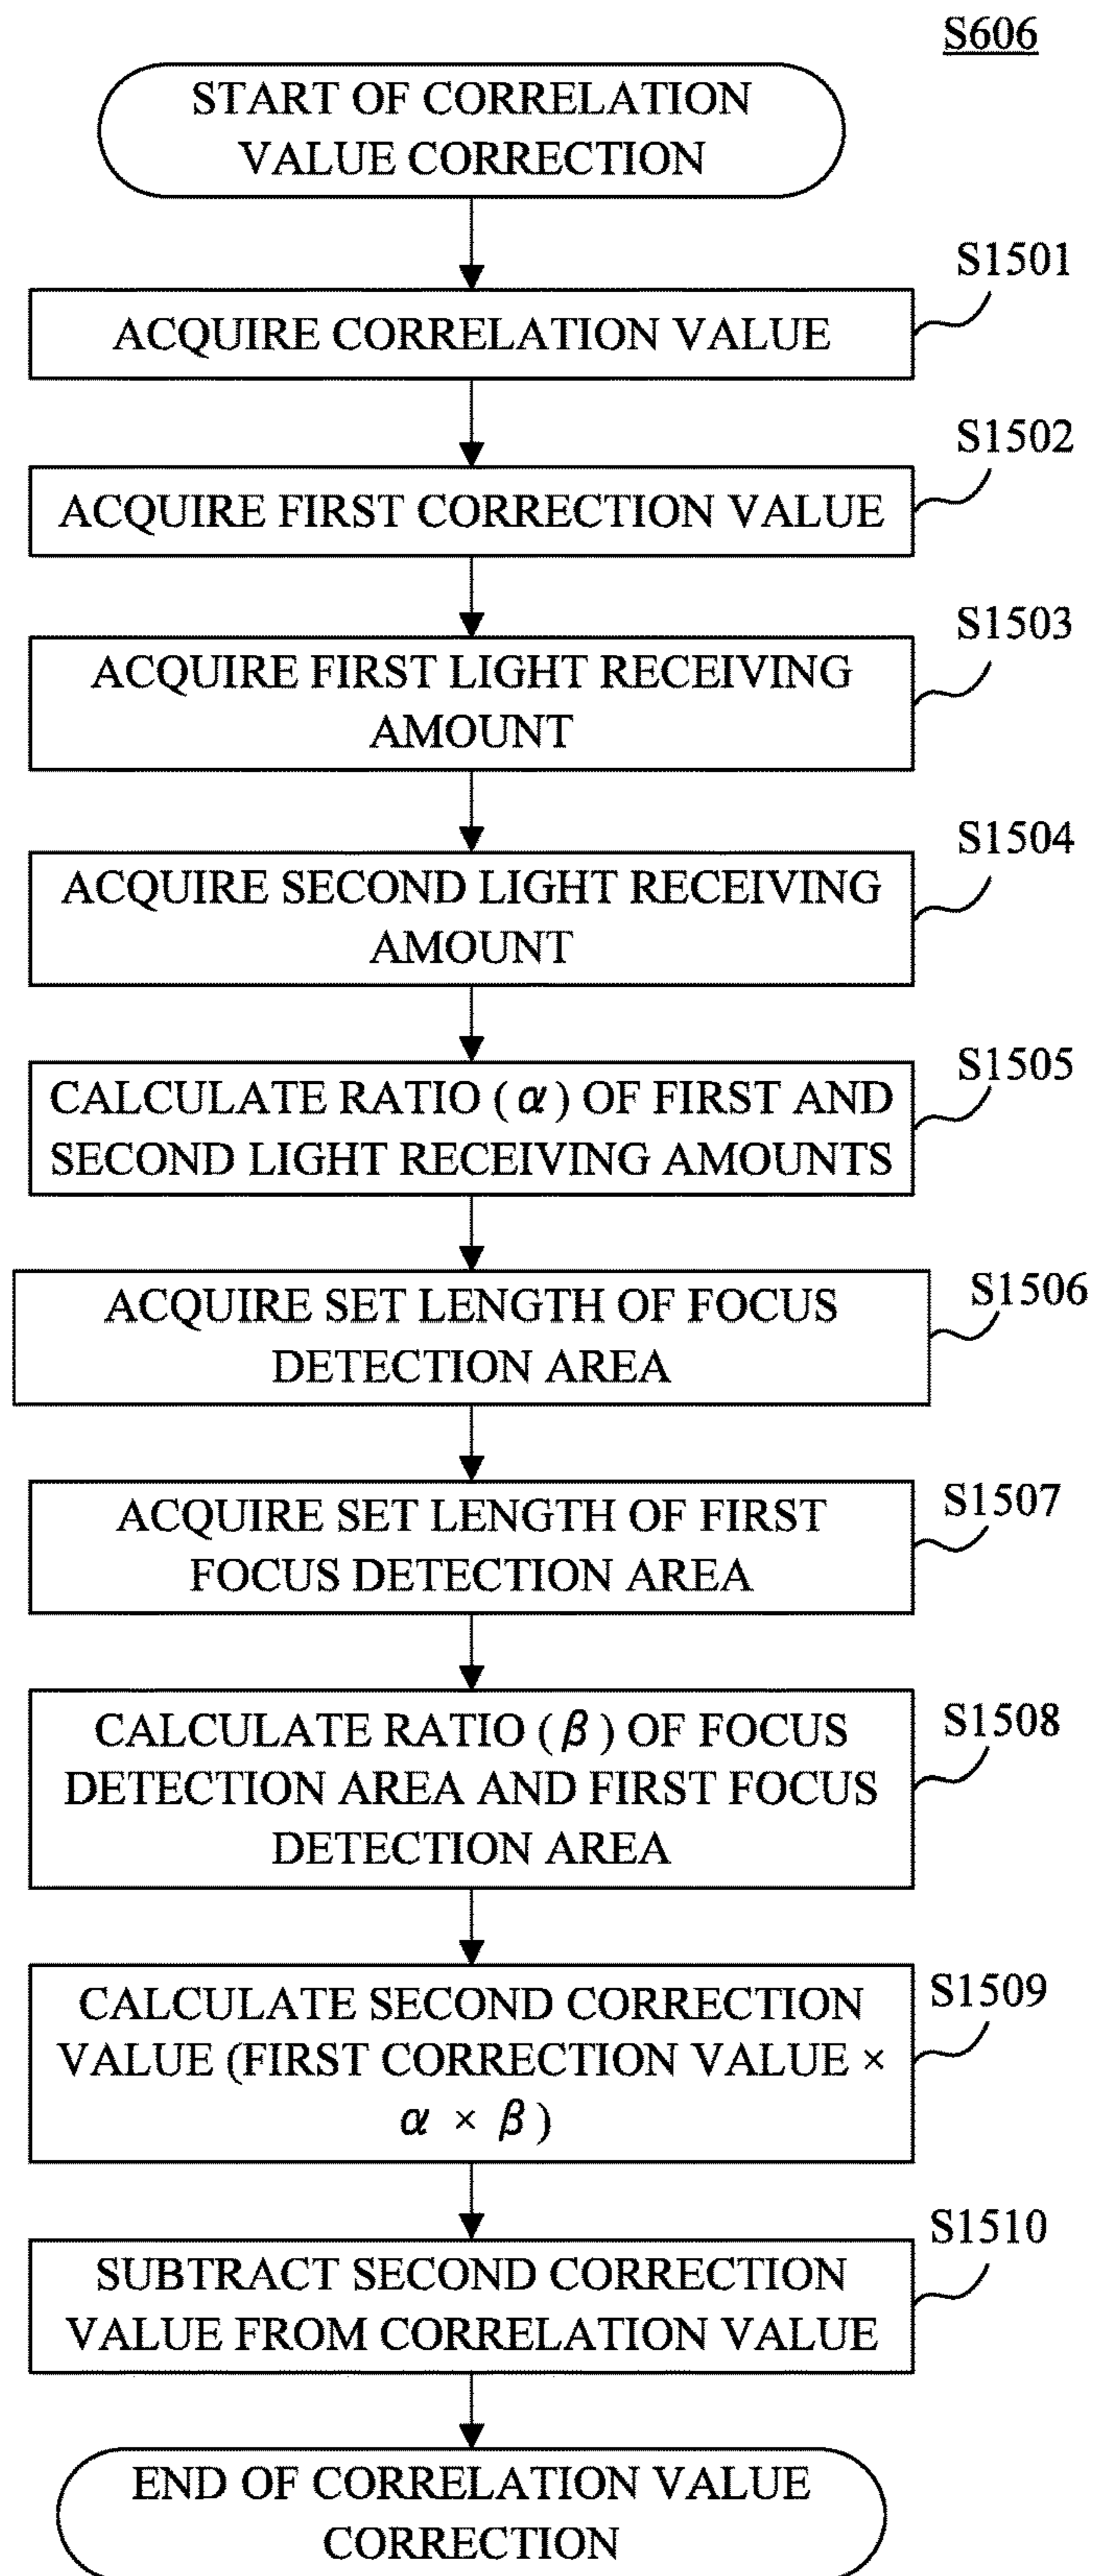 S606
START OF CORRELATION
VALUE CORRECTION
S1501
ACQUIRE CORRELATION VALUE
S1502
ACQUIRE FIRST CORRECTION VALUE
S1503
ACQUIRE FIRST LIGHT RECEIVING
AMOUNT
S1504
ACQUIRE SECOND LIGHT RECEIVING
AMOUNT
S1505
CALCULATE RATIO (α) OF FIRST AND
SECOND LIGHT RECEIVING AMOUNTS
S1506
ACQUIRE SET LENGTH OF FOCUS
DETECTION AREA
S1507
ACQUIRE SET LENGTH OF FIRST
FOCUS DETECTION AREA
S1508
CALCULATE RATIO (β) OF FOCUS
DETECTION AREA AND FIRST FOCUS
DETECTION AREA
S1509
CALCULATE SECOND CORRECTION
VALUE (FIRST CORRECTION VALUE ×
α × β)
S1510
SUBTRACT SECOND CORRECTION
VALUE FROM CORRELATION VALUE
END OF CORRELATION VALUE
CORRECTION